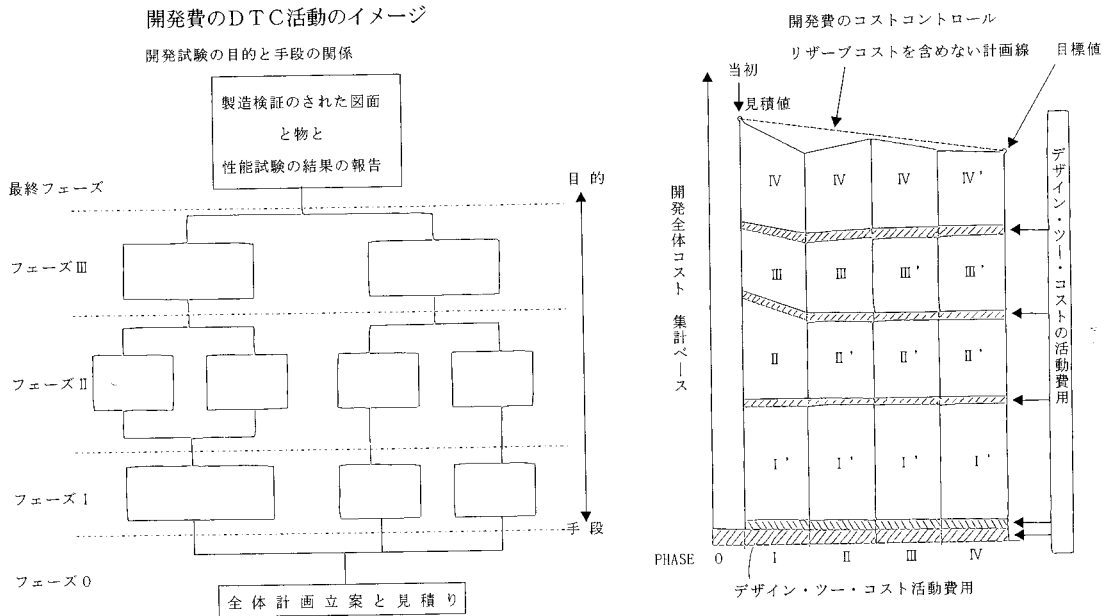 開発費のＤＴＣ活動のイメージ
開発試験の目的と手段の関係
製造検証のされた図面
と物と
性能試験の結果の報告
最終フェーズ
目的
フェーズⅢ
フェーズⅡ
フェーズⅠ
手段
フェーズ０
全体計画立案と見積り
開発費のコストコントロール
リザーブコストを含めない計画線
目標値
当初
見積値
開発全体コスト 集計ベース
Ⅳ Ⅳ Ⅳ Ⅳ'
Ⅲ Ⅲ Ⅲ' Ⅲ'
Ⅱ Ⅱ' Ⅱ' Ⅱ'
Ⅰ' Ⅰ' Ⅰ' Ⅰ'
デザイン・ツー・コストの活動費用
PHASE ０ Ⅰ Ⅱ Ⅲ Ⅳ
デザイン・ツー・コスト活動費用